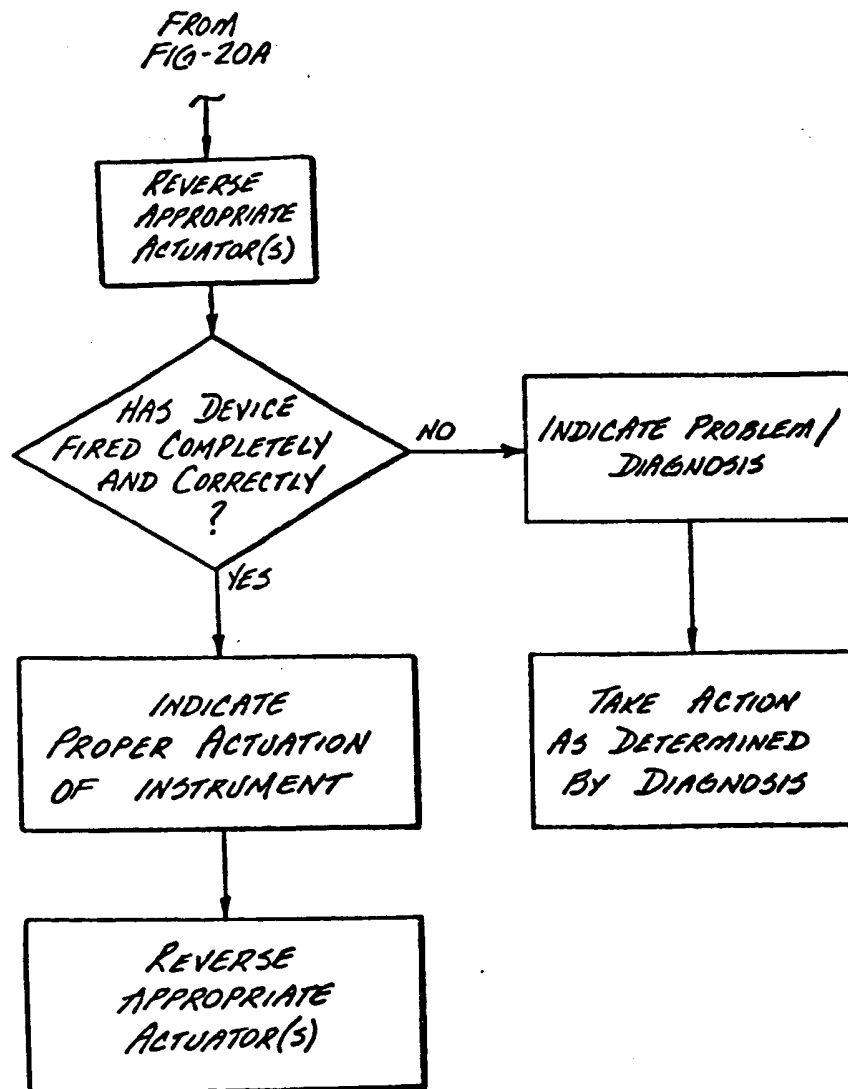 FROM
FIG-20A
REVERSE
APPROPRIATE
ACTUATOR(S)
HAS DEVICE
FIRED COMPLETELY
AND CORRECTLY
?
NO
INDICATE PROBLEM/
DIAGNOSIS
YES
INDICATE
PROPER ACTUATION
OF INSTRUMENT
TAKE ACTION
AS DETERMINED
BY DIAGNOSIS
REVERSE
APPROPRIATE
ACTUATOR(S)